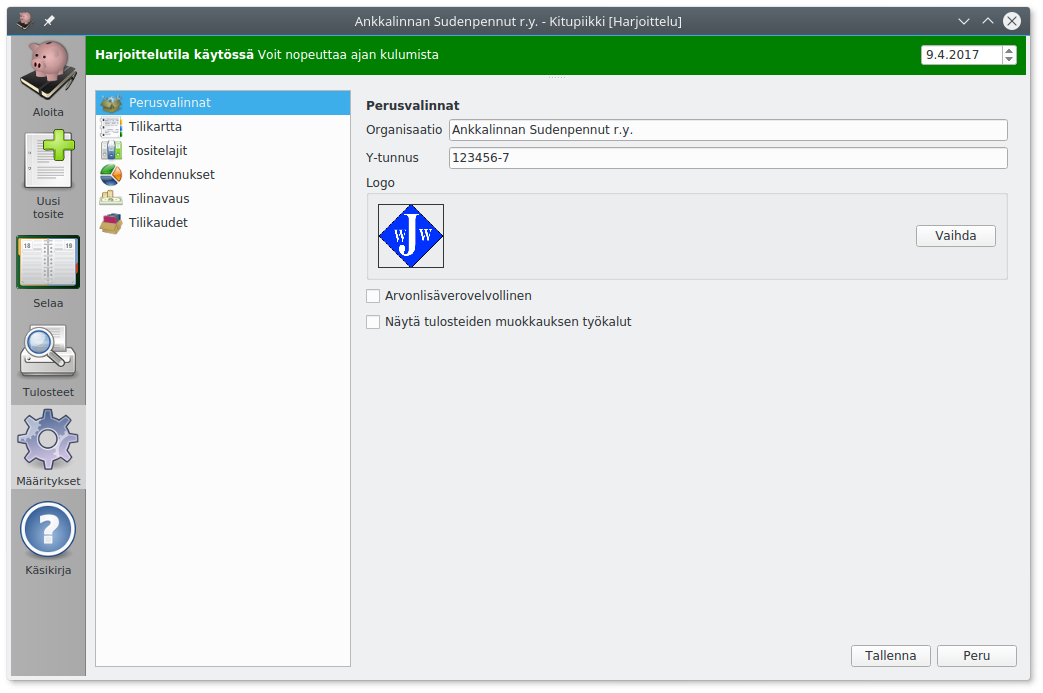 Ankkalinnan Sudenpennut r.y. - Kitupiikki [Harjoittelu]
Harjoittelutila käytössä Voit nopeuttaa ajan kulumista
9.4.2017
Aloita
Uusi
tosite
18
19
Selaa
Tulosteet
Määritykset
?
Käsikirja
Perusvalinnat
Tilikartta
Tositelajit
Kohdennukset
Tilinavaus
Tilikaudet
Perusvalinnat
Organisaatio Ankkalinnan Sudenpennut r.y.
Y-tunnus 123456-7
Logo
W J W
Vaihda
Arvonlisäverovelvollinen
Näytä tulosteiden muokkauksen työkalut
Tallenna
Peru